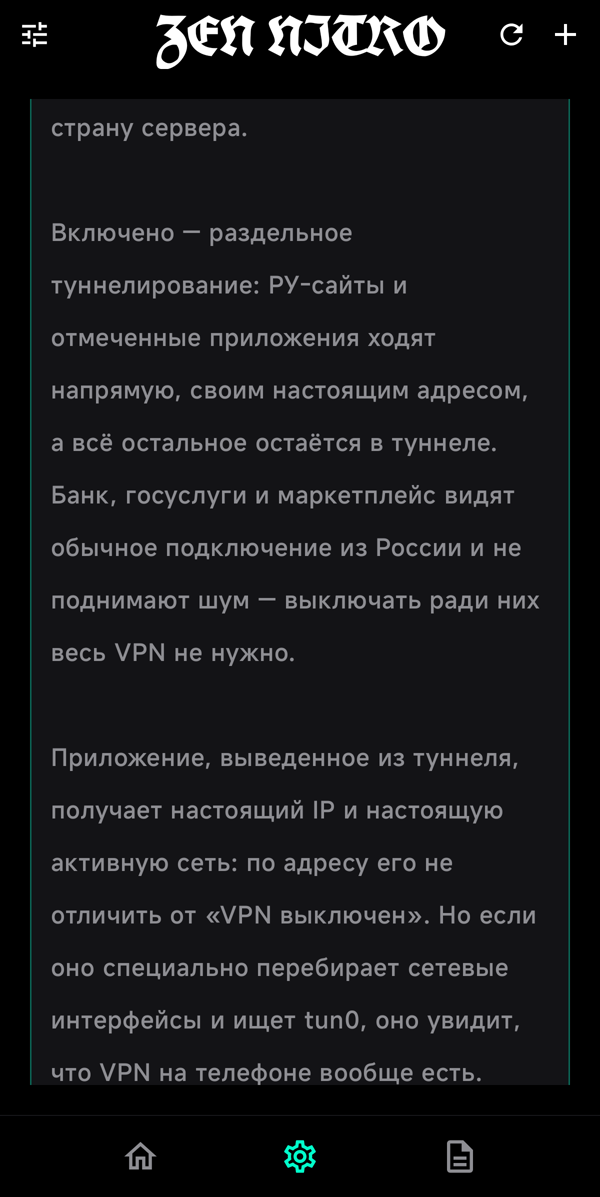 ZEN NITRO
страну сервера.
Включено — раздельное
туннелирование: РУ-сайты и
отмеченные приложения ходят
напрямую, своим настоящим адресом,
а всё остальное остаётся в туннеле.
Банк, госуслуги и маркетплейс видят
обычное подключение из России и не
поднимают шум — выключать ради них
весь VPN не нужно.
Приложение, выведенное из туннеля,
получает настоящий IP и настоящую
активную сеть: по адресу его не
отличить от «VPN выключен». Но если
оно специально перебирает сетевые
интерфейсы и ищет tun0, оно увидит,
что VPN на телефоне вообще есть.